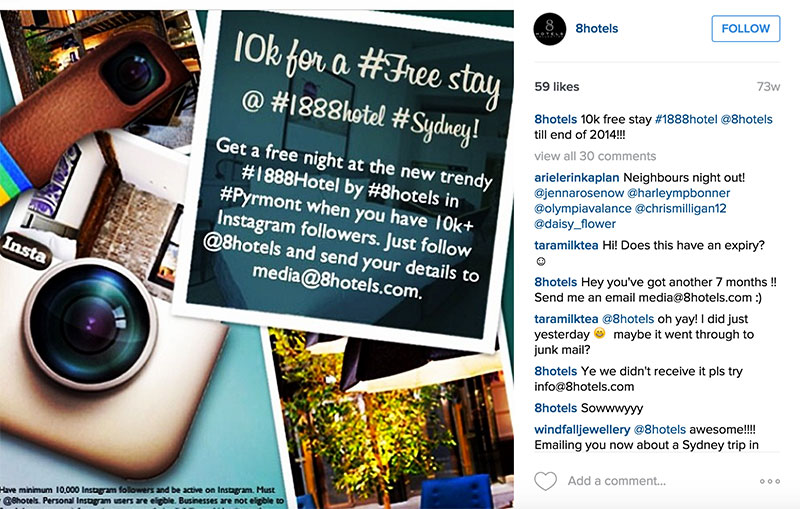 10k for a #Free stay
@ #1888hotel #Sydney!
Get a free night at the new trendy
#1888Hotel by #8hotels in
#Pyrmont when you have 10k+
Instagram followers. Just follow
@8hotels and send your details to
media@8hotels.com.
Insta
Have minimum 10,000 Instagram followers and be active on Instagram. Must
@8hotels. Personal Instagram users are eligible. Businesses are not eligible to
8
HOTELS
8hotels
FOLLOW
59 likes
73w
8hotels 10k free stay #1888hotel @8hotels
till end of 2014!!!
view all 30 comments
arielerinkaplan Neighbours night out!
@jennarosenow @harleympbonner
@olympiavalance @chrismilligan12
@daisy_flower
taramilktea Hi! Does this have an expiry?
☺
8hotels Hey you've got another 7 months !!
Send me an email media@8hotels.com :)
taramilktea @8hotels oh yay! I did just
yesterday 😁 maybe it went through to
junk mail?
8hotels Ye we didn't receive it pls try
info@8hotels.com
8hotels Sowwwyyy
windfalljewellery @8hotels awesome!!!!
Emailing you now about a Sydney trip in
Add a comment...